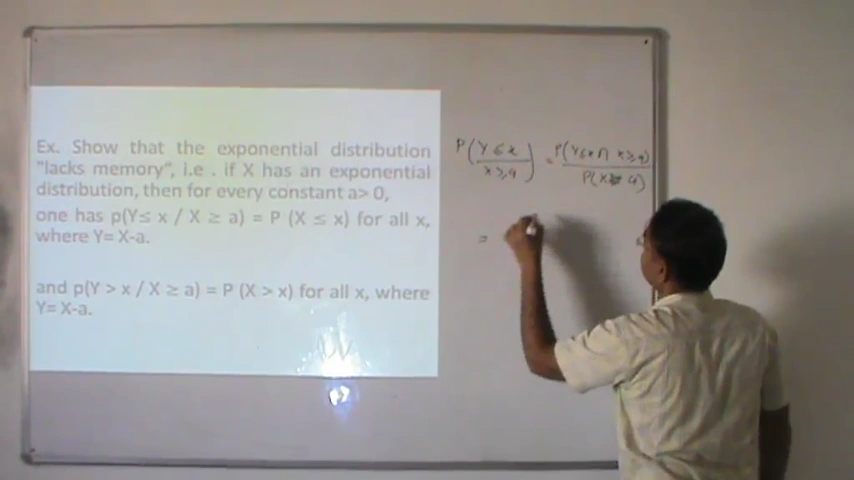 Ex. Show that the exponential distribution
"lacks memory", i.e . if X has an exponential
distribution, then for every constant a> 0,
one has p(Y≤ x / X ≥ a) = P (X ≤ x) for all x,
where Y= X-a.
and p(Y > x / X ≥ a) = P (X > x) for all x, where
Y= X-a.
P(Y ≤ x / X ≥ a) = P(Y ≤ x ∩ X ≥ a) / P(X ≥ a)
=